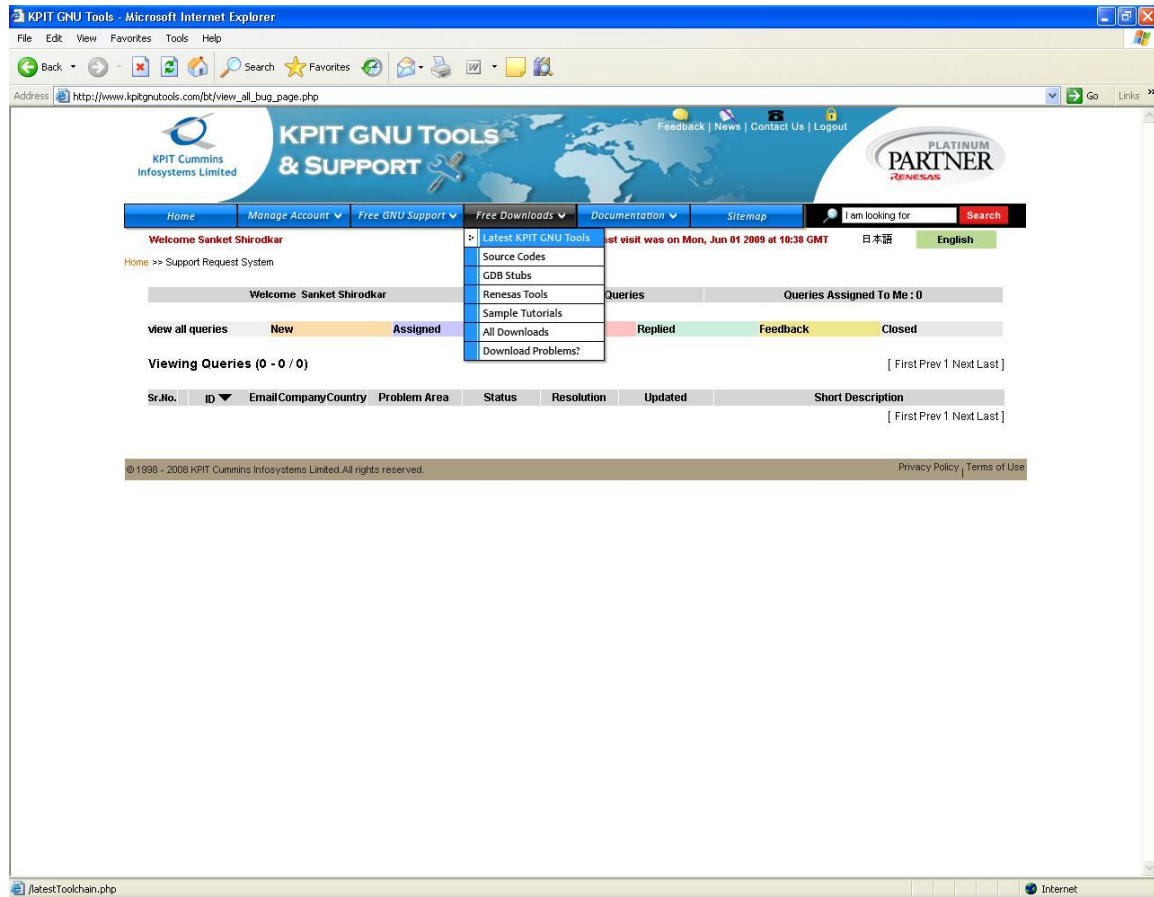 KPIT GNU Tools - Microsoft Internet Explorer
File Edit View Favorites Tools Help
Back Search Favorites
Address http://www.kpitgnutools.com/bt/view_all_bug_page.php Go Links »
Feedback | News | Contact Us | Logout
KPIT Cummins
Infosystems Limited
KPIT GNU TOOLS
& SUPPORT
PLATINUM
PARTNER
RENESAS
Home Manage Account Free GNU Support Free Downloads Documentation Sitemap I am looking for Search
Welcome Sanket Shirodkar
ast visit was on Mon, Jun 01 2009 at 10:38 GMT 日本語 English
Latest KPIT GNU Tools
Source Codes
GDB Stubs
Renesas Tools
Sample Tutorials
All Downloads
Download Problems?
Home >> Support Request System
Welcome Sanket Shirodkar Queries Queries Assigned To Me : 0
view all queries New Assigned Replied Feedback Closed
Viewing Queries (0 - 0 / 0) [ First Prev 1 Next Last ]
Sr.No. ID Email Company Country Problem Area Status Resolution Updated Short Description
[ First Prev 1 Next Last ]
© 1998 - 2008 KPIT Cummins Infosystems Limited.All rights reserved. Privacy Policy | Terms of Use
/latestToolchain.php Internet